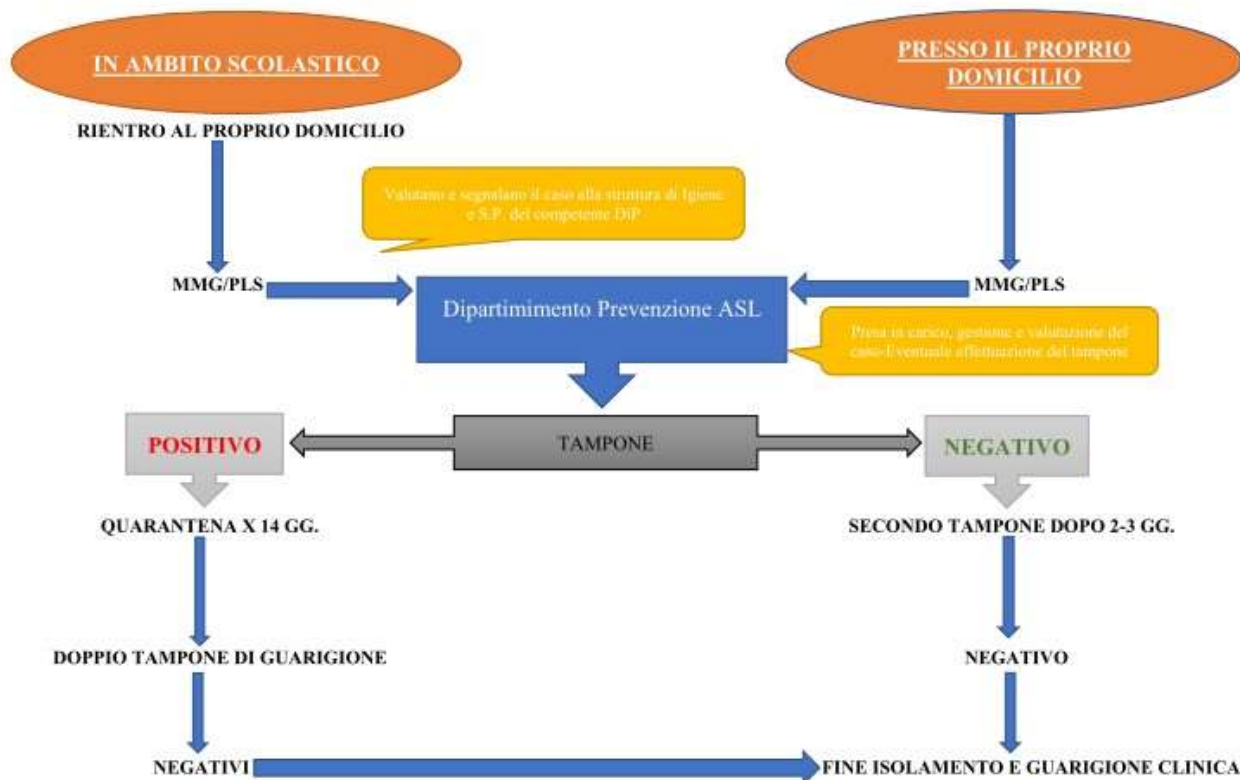 IN AMBITO SCOLASTICO
PRESSO IL PROPRIO
DOMICILIO
RIENTRO AL PROPRIO DOMICILIO
Valutano e segnalano il caso alla struttura di Igiene
e S.P. del competente DIP
MMG/PLS
MMG/PLS
Dipartimimento Prevenzione ASL
Presa in carico, gestione e valutazione del
caso-Eventuale effettuazione del tampone
POSITIVO
TAMPONE
NEGATIVO
QUARANTENA X 14 GG.
SECONDO TAMPONE DOPO 2-3 GG.
DOPPIO TAMPONE DI GUARIGIONE
NEGATIVO
NEGATIVI
FINE ISOLAMENTO E GUARIGIONE CLINICA